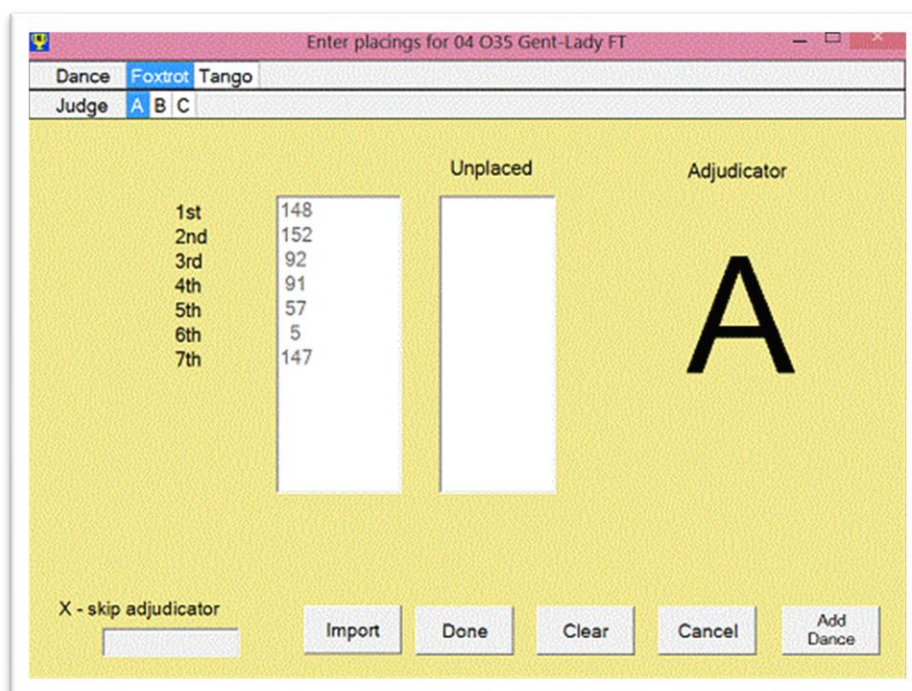 Enter placings for 04 O35 Gent-Lady FT
Dance Foxtrot Tango
Judge A B C
Unplaced Adjudicator
1st 148
2nd 152
3rd 92
4th 91
5th 57
6th 5
7th 147
A
X - skip adjudicator
Import Done Clear Cancel Add Dance